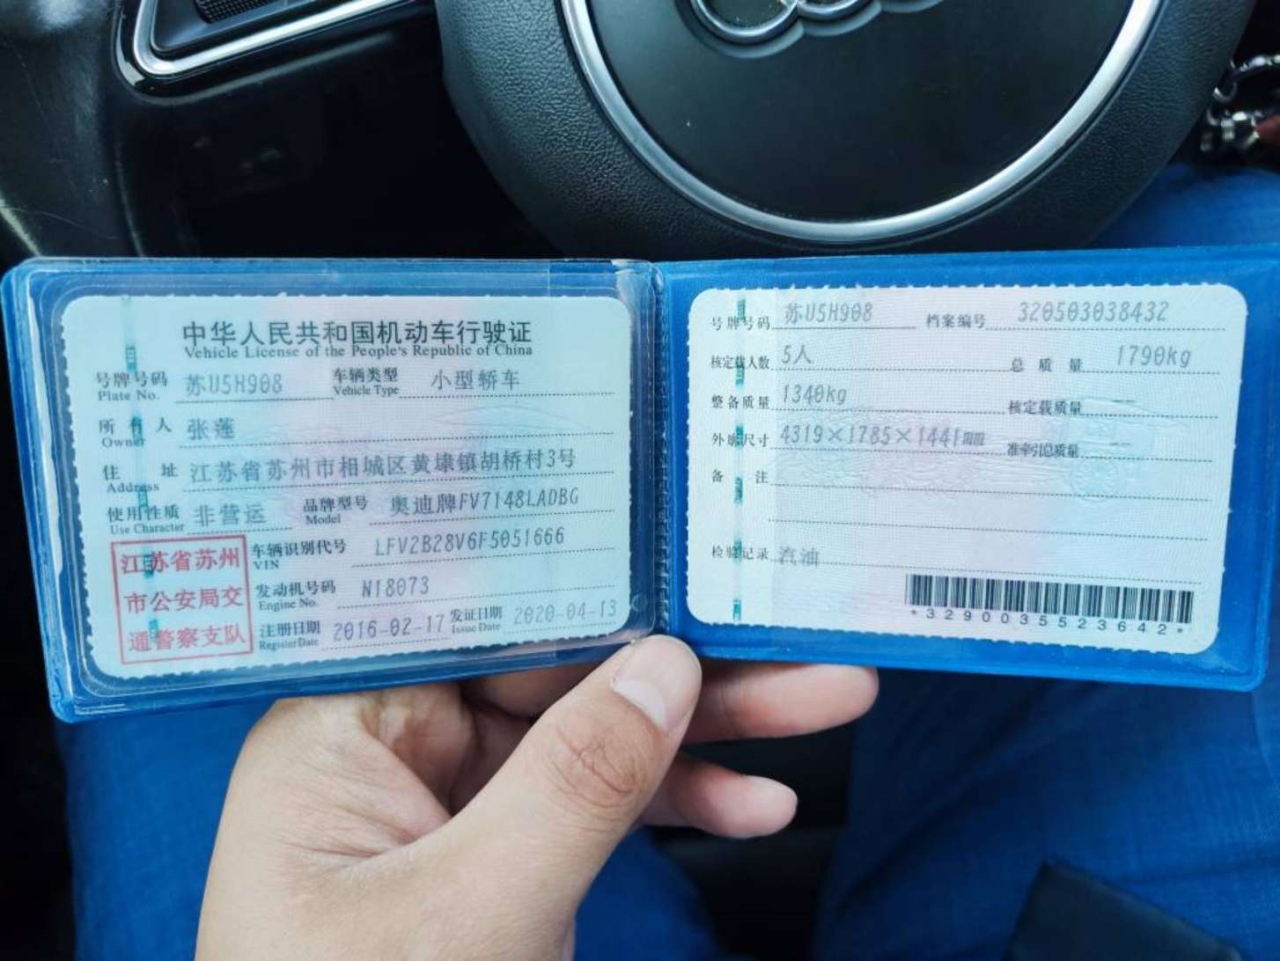 中华人民共和国机动车行驶证
Vehicle License of the People's Republic of China
号牌号码 Plate No. 苏U5H908 车辆类型 Vehicle Type 小型轿车
所有人 Owner 张莲
住址 Address 江苏省苏州市相城区黄埭镇胡桥村3号
使用性质 Use Character 非营运 品牌型号 Model 奥迪牌FV7148LADBG
车辆识别代号 VIN LFV2B28V6F5051666
发动机号码 Engine No. N18073
注册日期 Register Date 2016-02-17 发证日期 Issue Date 2020-04-13
江苏省苏州
市公安局交
通警察支队
号牌号码 苏U5H908 档案编号 320503038432
核定载人数 5人 总质量 1790kg
整备质量 1340kg 核定载质量 --
外廓尺寸 4319×1785×1441mm 准牵引总质量 --
备注
检验记录 汽油
*3290035523642*